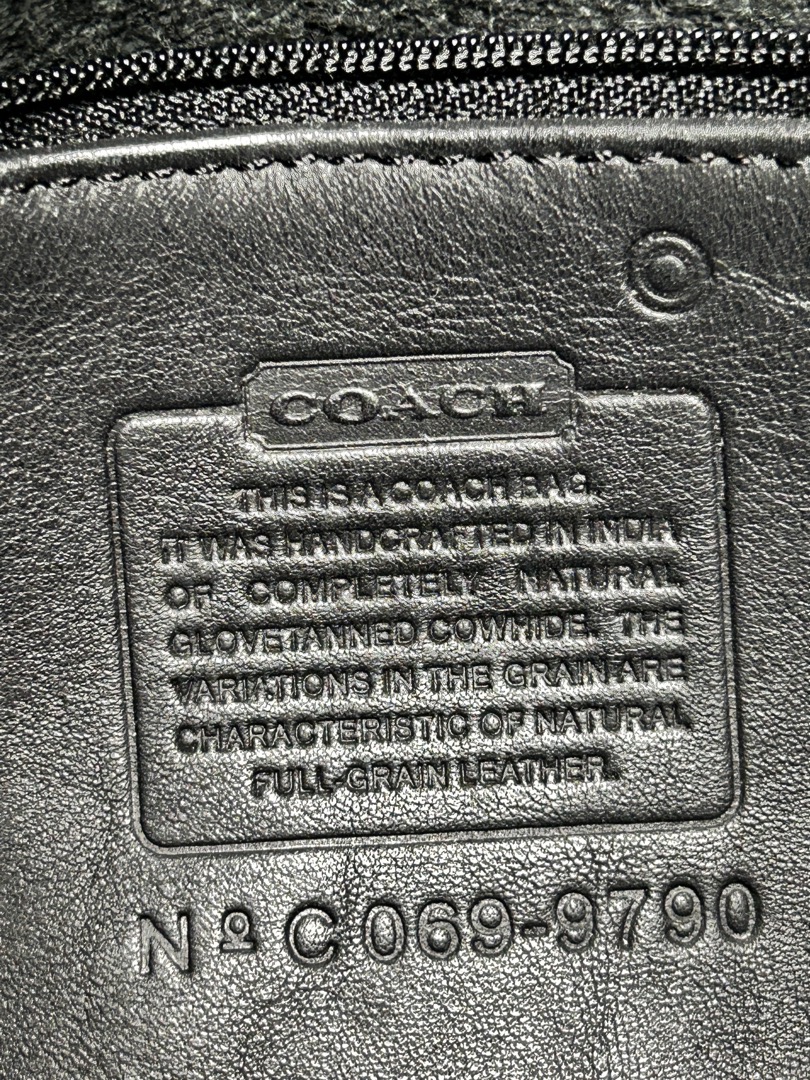 COACH
THIS IS A COACH BAG.
IT WAS HANDCRAFTED IN INDIA
OF COMPLETELY NATURAL
GLOVETANNED COWHIDE. THE
VARIATIONS IN THE GRAIN ARE
CHARACTERISTIC OF NATURAL
FULL-GRAIN LEATHER.
Nº C 069-9790